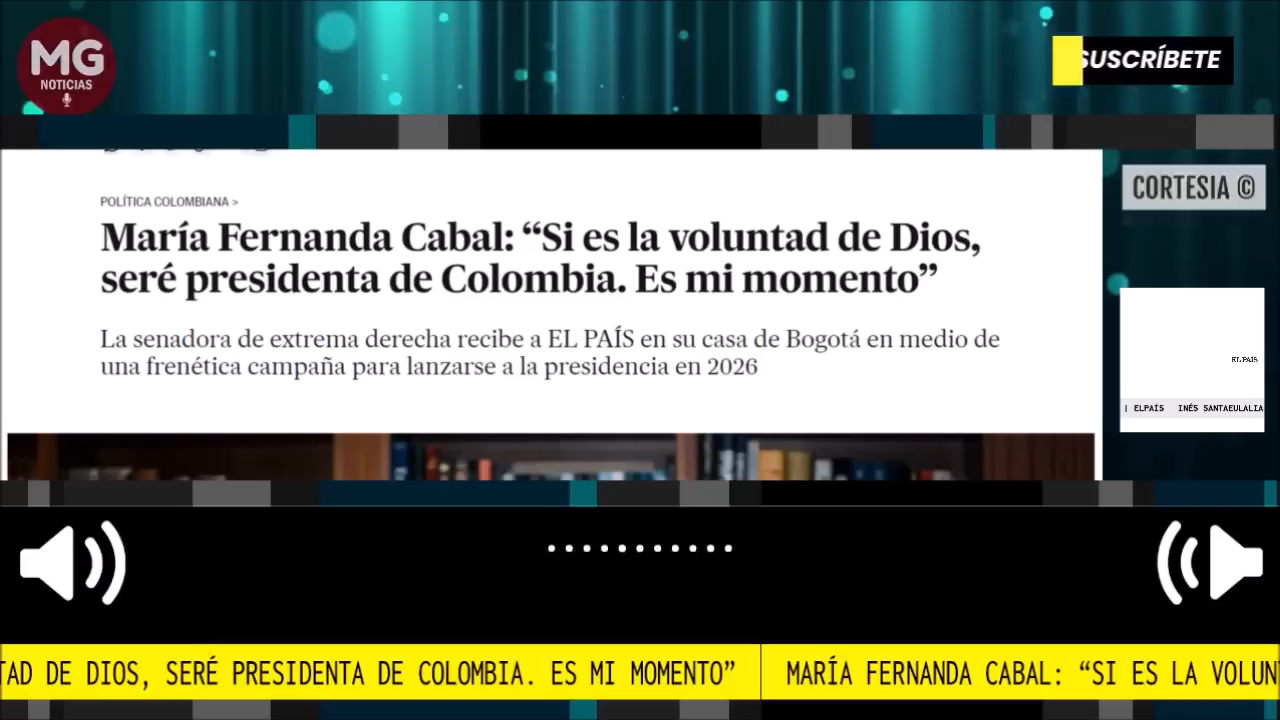 MG
NOTICIAS
SUSCRÍBETE
CORTESIA ©
POLÍTICA COLOMBIANA >
María Fernanda Cabal: “Si es la voluntad de Dios,
seré presidenta de Colombia. Es mi momento”
La senadora de extrema derecha recibe a EL PAÍS en su casa de Bogotá en medio de
una frenética campaña para lanzarse a la presidencia en 2026
EL PAÍS
| ELPAÍS INÉS SANTAEULALIA
TAD DE DIOS, SERÉ PRESIDENTA DE COLOMBIA. ES MI MOMENTO” MARÍA FERNANDA CABAL: “SI ES LA VOLUN